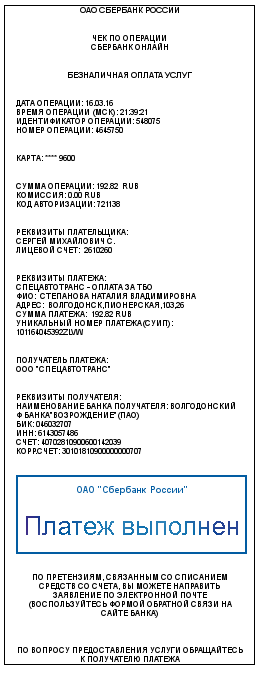 ОАО СБЕРБАНК РОССИИ
ЧЕК ПО ОПЕРАЦИИ
СБЕРБАНК ОНЛАЙН
БЕЗНАЛИЧНАЯ ОПЛАТА УСЛУГ
ДАТА ОПЕРАЦИИ: 16.03.16
ВРЕМЯ ОПЕРАЦИИ (МСК): 21:39:21
ИДЕНТИФИКАТОР ОПЕРАЦИИ: 548075
НОМЕР ОПЕРАЦИИ: 4645750
КАРТА: **** 9600
СУММА ОПЕРАЦИИ: 192.82 RUB
КОМИССИЯ: 0.00 RUB
КОД АВТОРИЗАЦИИ: 721138
РЕКВИЗИТЫ ПЛАТЕЛЬЩИКА:
СЕРГЕЙ МИХАЙЛОВИЧ С.
ЛИЦЕВОЙ СЧЕТ: 2610260
РЕКВИЗИТЫ ПЛАТЕЖА:
СПЕЦАВТОТРАНС - ОПЛАТА ЗА ТБО
ФИО: СТЕПАНОВА НАТАЛИЯ ВЛАДИМИРОВНА
АДРЕС: ВОЛГОДОНСК,ПИОНЕРСКАЯ,103,26
СУММА ПЛАТЕЖА: 192.82 RUB
УНИКАЛЬНЫЙ НОМЕР ПЛАТЕЖА(СУИП):
101164045392ZLWW
ПОЛУЧАТЕЛЬ ПЛАТЕЖА:
ООО "СПЕЦАВТОТРАНС"
РЕКВИЗИТЫ ПОЛУЧАТЕЛЯ:
НАИМЕНОВАНИЕ БАНКА ПОЛУЧАТЕЛЯ: ВОЛГОДОНСКИЙ
Ф БАНКА"ВОЗРОЖДЕНИЕ" (ПАО)
БИК: 046032707
ИНН: 6143057486
СЧЕТ: 40702810900600142039
КОРР.СЧЕТ: 30101810900000000707
ОАО "Сбербанк России"
Платеж выполнен
ПО ПРЕТЕНЗИЯМ, СВЯЗАННЫМ СО СПИСАНИЕМ
СРЕДСТВ СО СЧЕТА, ВЫ МОЖЕТЕ НАПРАВИТЬ
ЗАЯВЛЕНИЕ ПО ЭЛЕКТРОННОЙ ПОЧТЕ
(ВОСПОЛЬЗУЙТЕСЬ ФОРМОЙ ОБРАТНОЙ СВЯЗИ НА
САЙТЕ БАНКА)
ПО ВОПРОСУ ПРЕДОСТАВЛЕНИЯ УСЛУГИ ОБРАЩАЙТЕСЬ
К ПОЛУЧАТЕЛЮ ПЛАТЕЖА